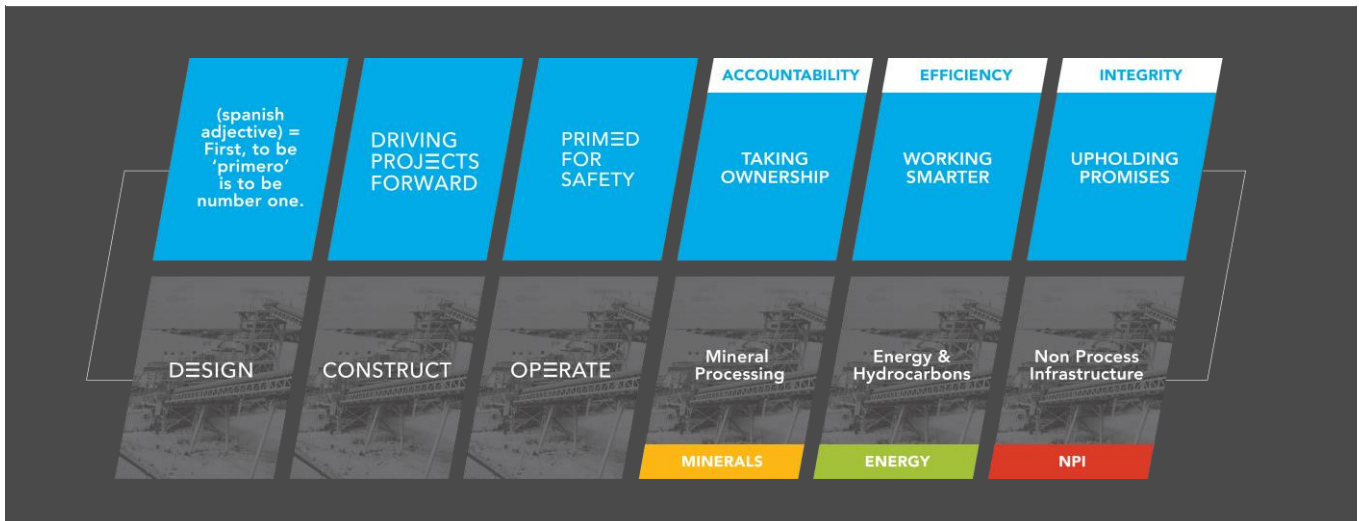 (spanish
adjective) =
First, to be
‘primero’
is to be
number one.
DRIVING
PROJECTS
FORWARD
PRIMED
FOR
SAFETY
ACCOUNTABILITY
TAKING
OWNERSHIP
EFFICIENCY
WORKING
SMARTER
INTEGRITY
UPHOLDING
PROMISES
DESIGN
CONSTRUCT
OPERATE
Mineral
Processing
MINERALS
Energy &
Hydrocarbons
ENERGY
Non Process
Infrastructure
NPI